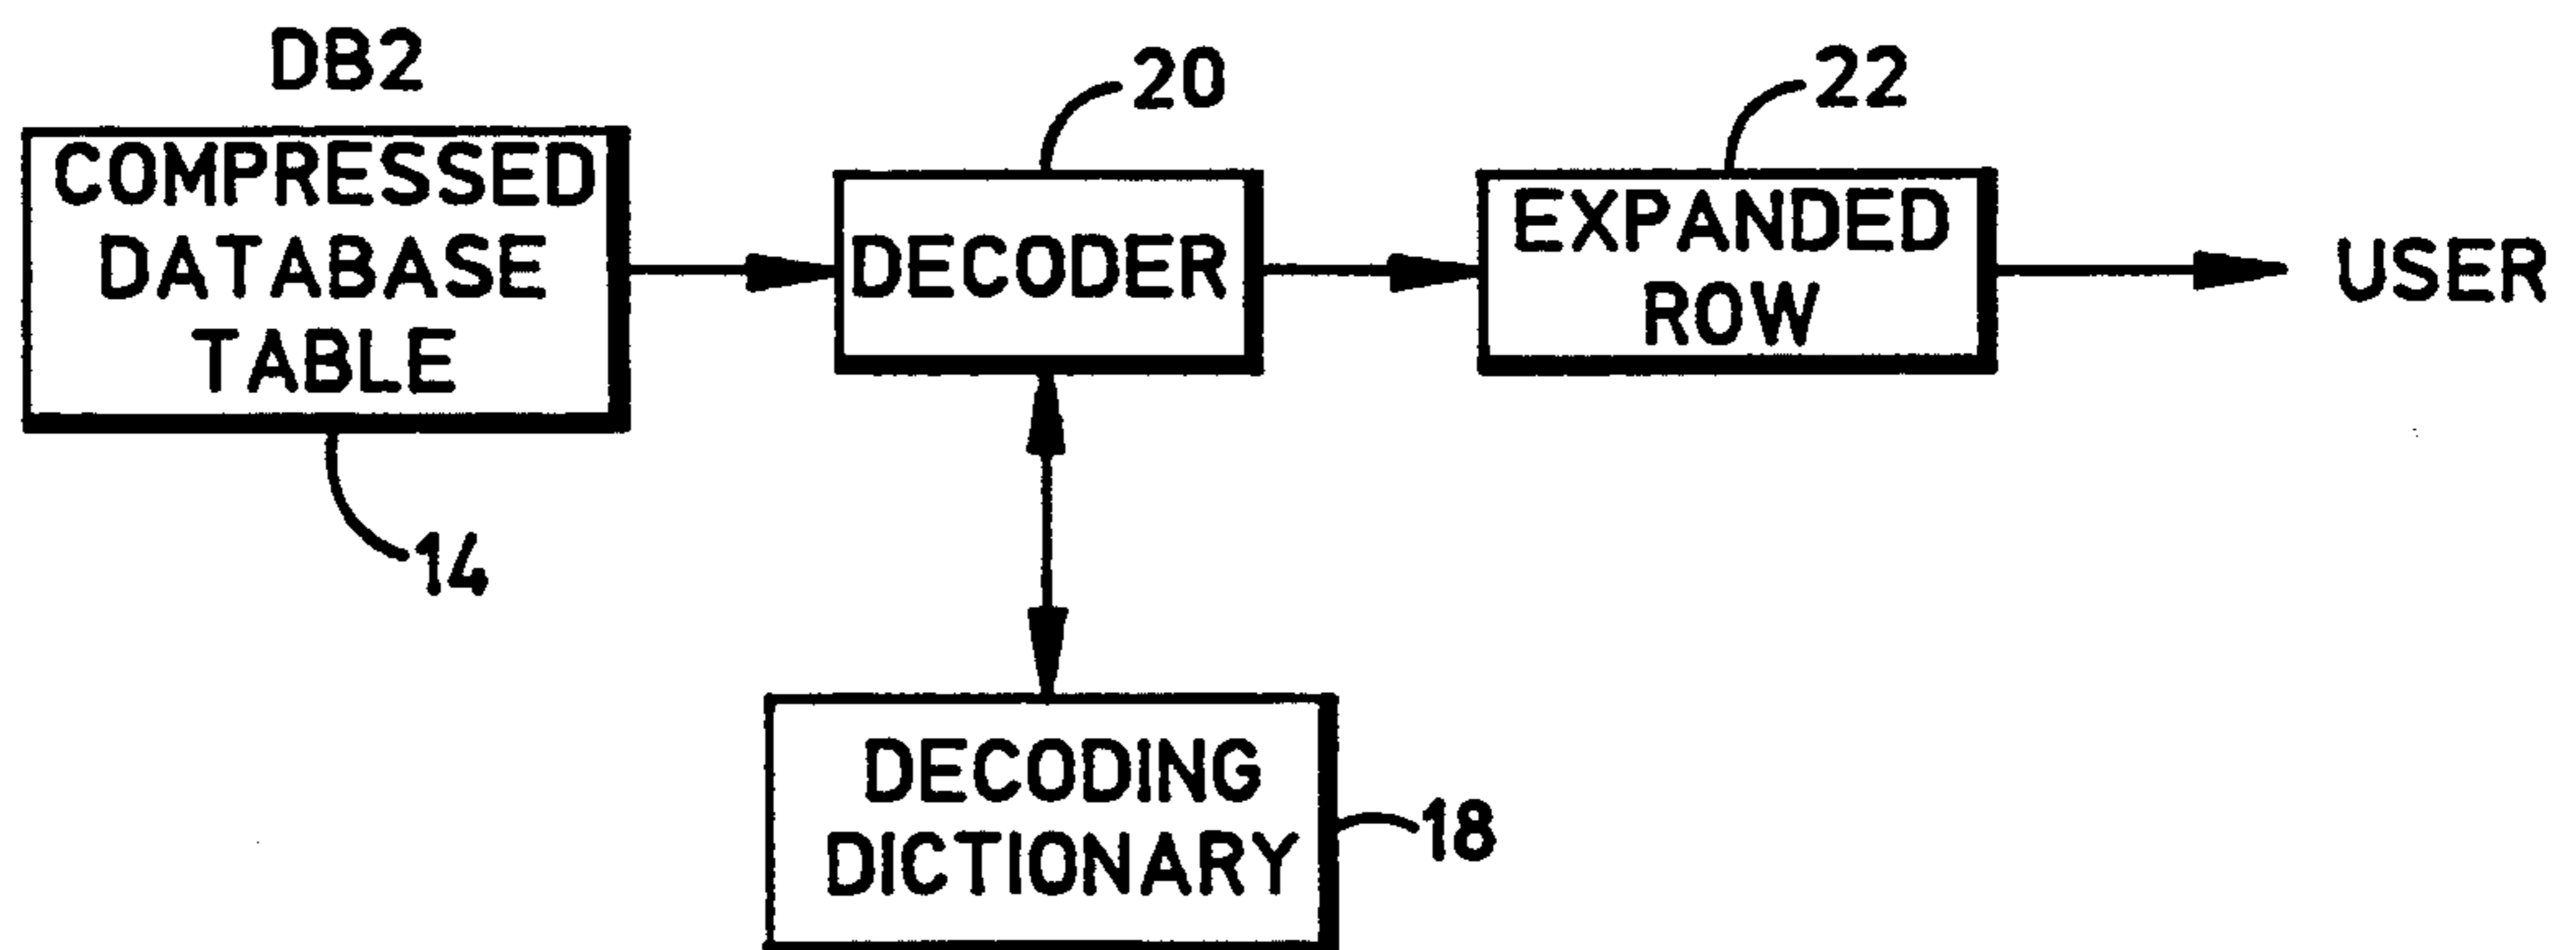 DB2
COMPRESSED
DATABASE
TABLE
14
20
DECODER
22
EXPANDED
ROW
USER
DECODING
DICTIONARY
18